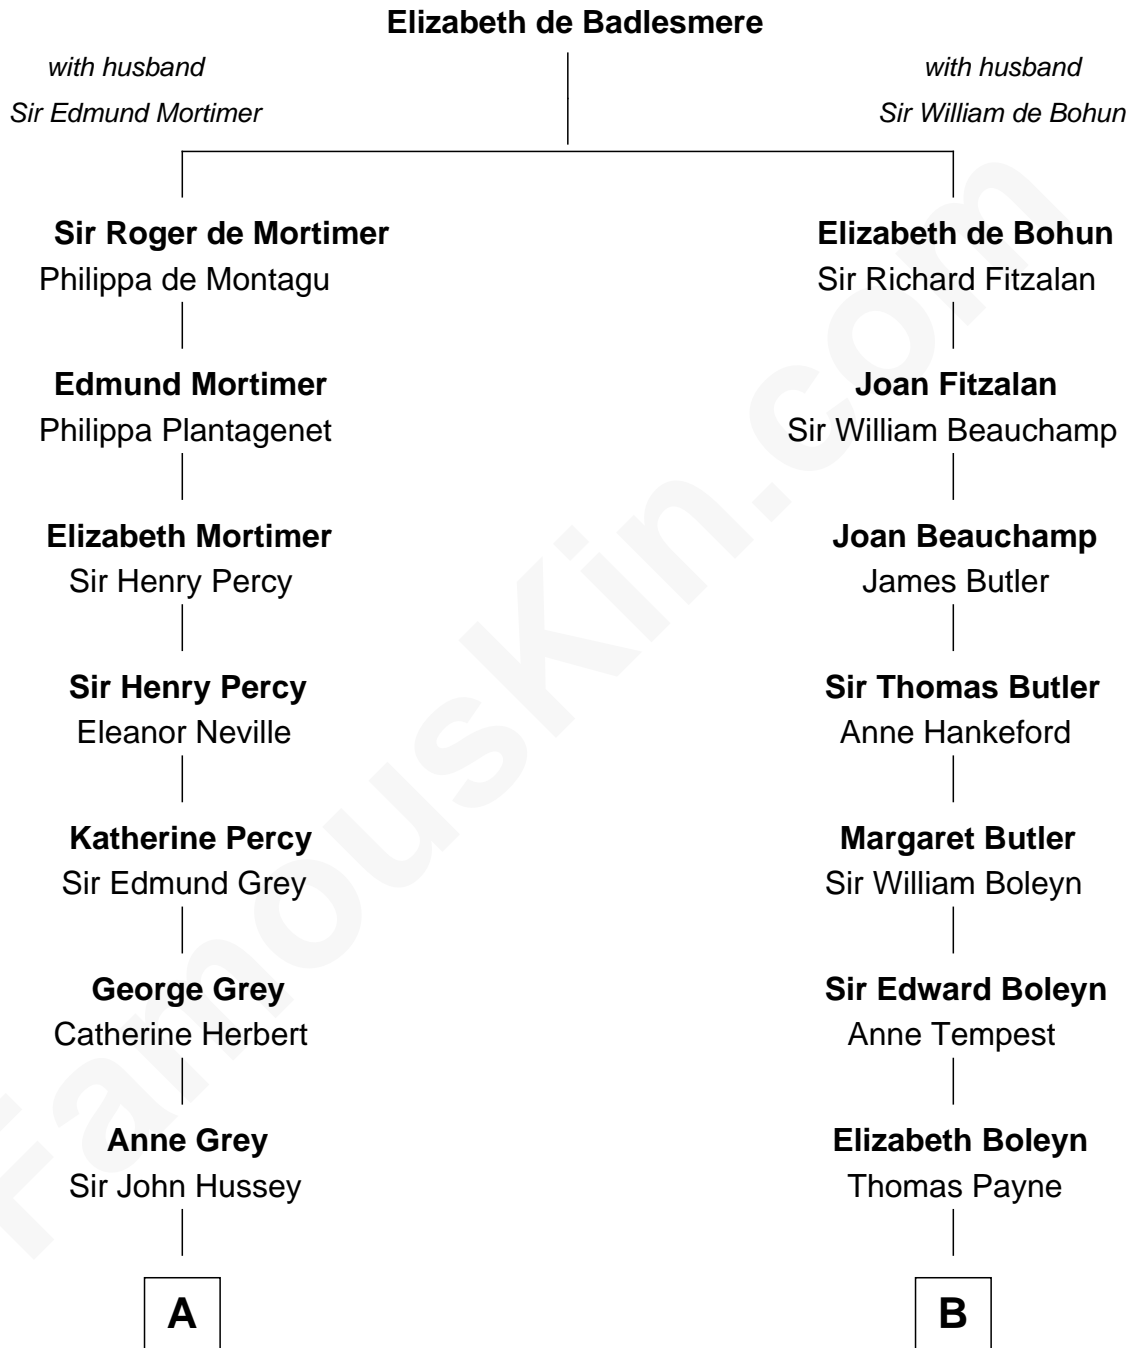 Elizabeth de Badlesmere
with husband
Sir Edmund Mortimer
with husband
Sir William de Bohun
Sir Roger de Mortimer
Philippa de Montagu
Edmund Mortimer
Philippa Plantagenet
Elizabeth Mortimer
Sir Henry Percy
Sir Henry Percy
Eleanor Neville
Katherine Percy
Sir Edmund Grey
George Grey
Catherine Herbert
Anne Grey
Sir John Hussey
A
Elizabeth de Bohun
Sir Richard Fitzalan
Joan Fitzalan
Sir William Beauchamp
Joan Beauchamp
James Butler
Sir Thomas Butler
Anne Hankeford
Margaret Butler
Sir William Boleyn
Sir Edward Boleyn
Anne Tempest
Elizabeth Boleyn
Thomas Payne
B
FamousKin.com